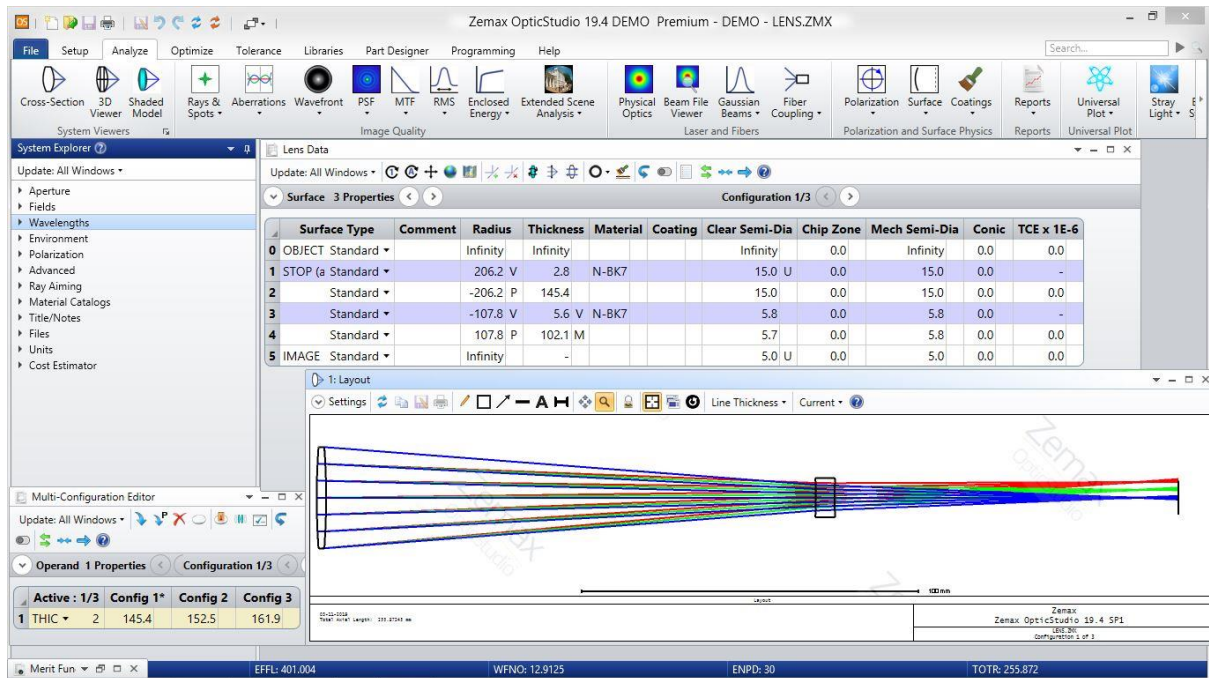 Zemax OpticStudio 19.4 DEMO Premium - DEMO - LENS.ZMX
File Setup Analyze Optimize Tolerance Libraries Part Designer Programming Help Search...
Cross-Section 3D Viewer Shaded Model Rays & Spots Aberrations Wavefront PSF MTF RMS Enclosed Energy Extended Scene Analysis Physical Optics Beam File Viewer Gaussian Beams Fiber Coupling Polarization Surface Coatings Reports Universal Plot Stray Light
System Viewers Image Quality Laser and Fibers Polarization and Surface Physics Reports Universal Plot
System Explorer
Update: All Windows
Aperture
Fields
Wavelengths
Environment
Polarization
Advanced
Ray Aiming
Material Catalogs
Title/Notes
Files
Units
Cost Estimator
Lens Data
Update: All Windows
Surface 3 Properties Configuration 1/3
Surface Type Comment Radius Thickness Material Coating Clear Semi-Dia Chip Zone Mech Semi-Dia Conic TCE x 1E-6
0 OBJECT Standard Infinity Infinity Infinity 0.0 Infinity 0.0 0.0
1 STOP (a Standard 206.2 V 2.8 N-BK7 15.0 U 0.0 15.0 0.0 -
2 Standard -206.2 P 145.4 15.0 0.0 15.0 0.0 0.0
3 Standard -107.8 V 5.6 V N-BK7 5.8 0.0 5.8 0.0 -
4 Standard 107.8 P 102.1 M 5.7 0.0 5.8 0.0 0.0
5 IMAGE Standard Infinity - 5.0 U 0.0 5.0 0.0 0.0
1: Layout
Settings Line Thickness Current
Zemax
OpticStudio
Zemax
Studio
Zemax
100 mm
Layout
Zemax
Zemax OpticStudio 19.4 SP1
LENS.ZMX
Configuration 1 of 3
Multi-Configuration Editor
Update: All Windows
Operand 1 Properties Configuration 1/3
Active : 1/3 Config 1* Config 2 Config 3
1 THIC 2 145.4 152.5 161.9
Merit Fun
EFFL: 401.004 WFNO: 12.9125 ENPD: 30 TOTR: 255.872